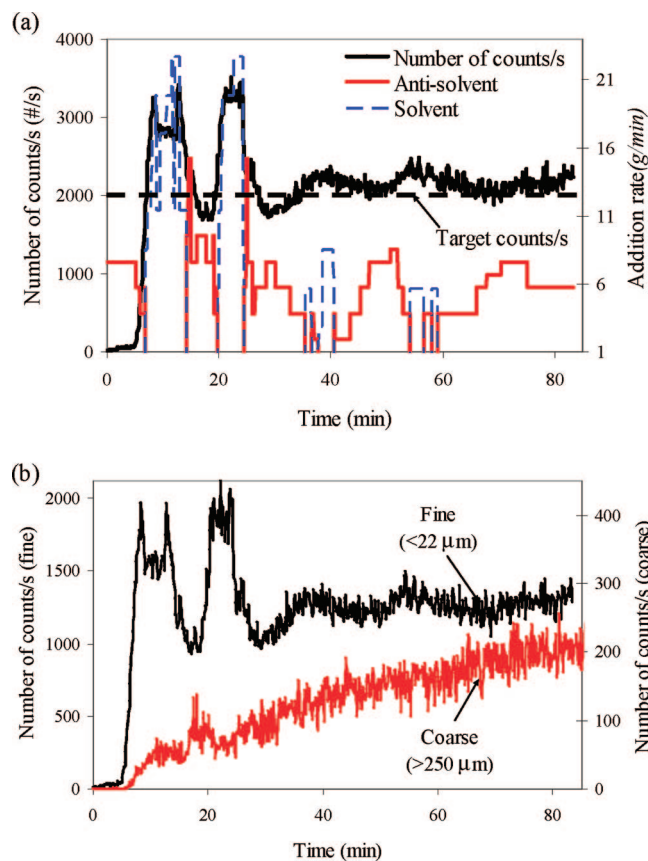 (a)
4000
3000
2000
1000
0
Number of counts/s (#/s)
Number of counts/s
Anti-solvent
Solvent
Target counts/s
21
16
11
6
1
Addition rate(g/min)
0
20
40
60
80
Time (min)
(b)
2000
1500
1000
500
0
Number of counts/s (fine)
Fine
(<22 μm)
Coarse
(>250 μm)
400
300
200
100
0
Number of counts/s (coarse)
0
20
40
60
80
Time (min)